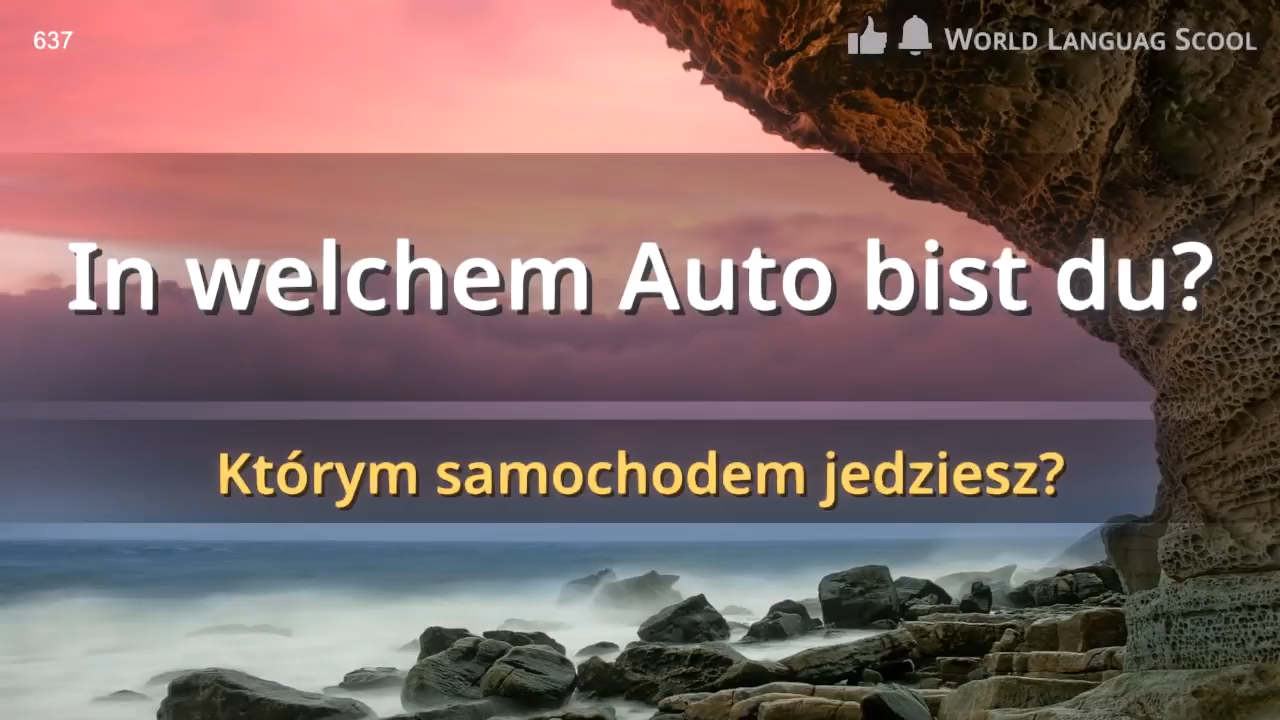 637
World Languag Scool
In welchem Auto bist du?
Którym samochodem jedziesz?